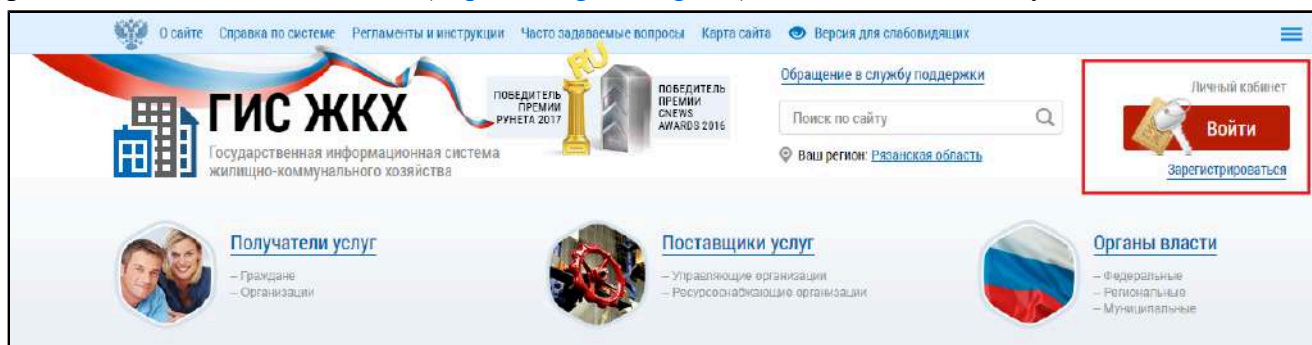 О сайте Справка по системе Регламенты и инструкции Часто задаваемые вопросы Карта сайта Версия для слабовидящих
RU
ПОБЕДИТЕЛЬ
ПРЕМИИ
РУНЕТА 2017
ПОБЕДИТЕЛЬ
ПРЕМИИ
CNEWS
AWARDS 2016
ГИС ЖКХ
Государственная информационная система
жилищно-коммунального хозяйства
Обращение в службу поддержки
Поиск по сайту
Ваш регион: Рязанская область
Личный кабинет
Войти
Зарегистрироваться
Получатели услуг
– Граждане
– Организации
Поставщики услуг
– Управляющие организации
– Ресурсоснабжающие организации
Органы власти
– Федеральные
– Региональные
– Муниципальные